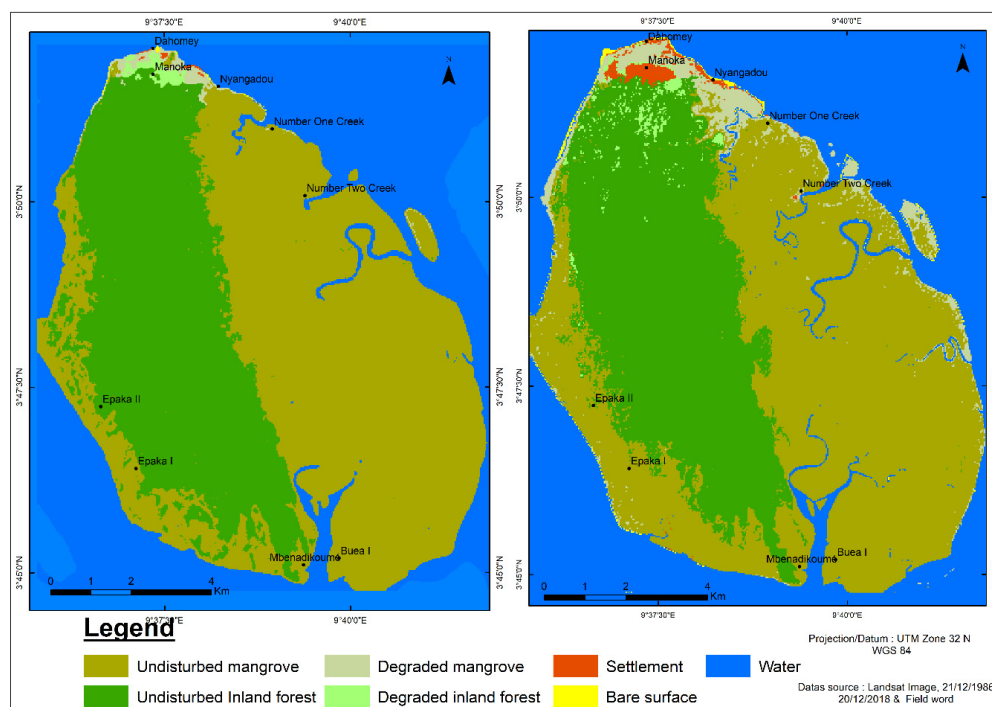 9°37'30"E 9°40'0"E
N
Dahomey
Manoka
Nyangadou
Number One Creek
Number Two Creek
3°50'0"N
3°47'30"N
Epaka II
Epaka I
Mbenadikoume
Buea I
3°45'0"N
0 1 2 4
Km
9°37'30"E 9°40'0"E
9°37'30"E 9°40'0"E
N
Dahomey
Manoka
Nyangadou
Number One Creek
Number Two Creek
3°50'0"N
3°47'30"N
Epaka II
Epaka I
Mbenadikoume
Buea I
3°45'0"N
0 1 2 4
Km
9°37'30"E 9°40'0"E
Legend
Undisturbed mangrove
Degraded mangrove
Settlement
Water
Undisturbed Inland forest
Degraded inland forest
Bare surface
Projection/Datum : UTM Zone 32 N
WGS 84
Datas source : Landsat Image, 21/12/1986
20/12/2018 & Field word